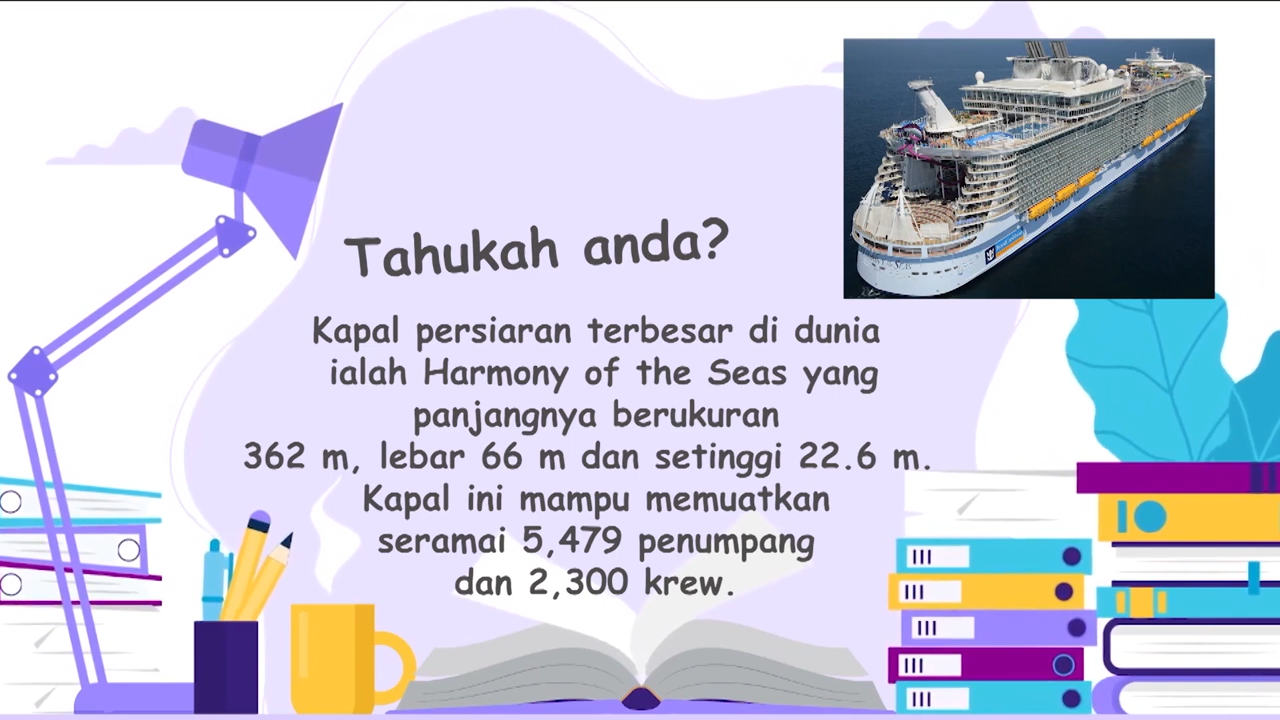 Tahukah anda?
Kapal persiaran terbesar di dunia
ialah Harmony of the Seas yang
panjangnya berukuran
362 m, lebar 66 m dan setinggi 22.6 m.
Kapal ini mampu memuatkan
seramai 5,479 penumpang
dan 2,300 krew.